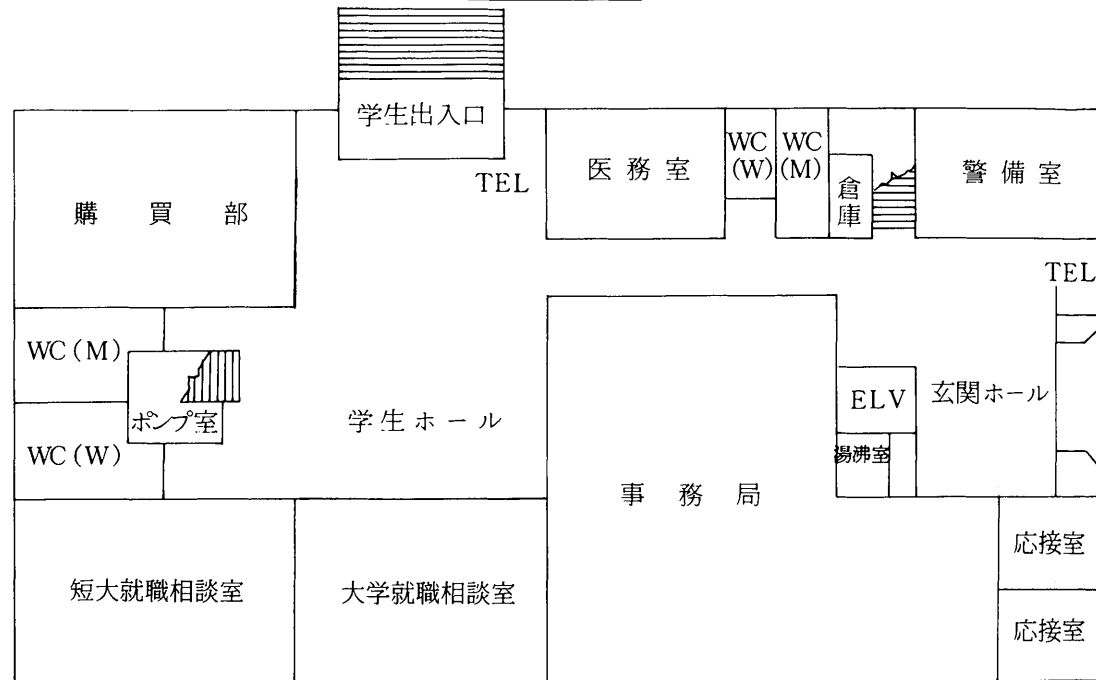 学生出入口
TEL
医務室
WC
(W)
WC
(M)
倉庫
警備室
購買部
TEL
WC(M)
ポンプ室
WC(W)
学生ホール
ELV
玄関ホール
湯沸室
事務局
応接室
短大就職相談室
大学就職相談室
応接室